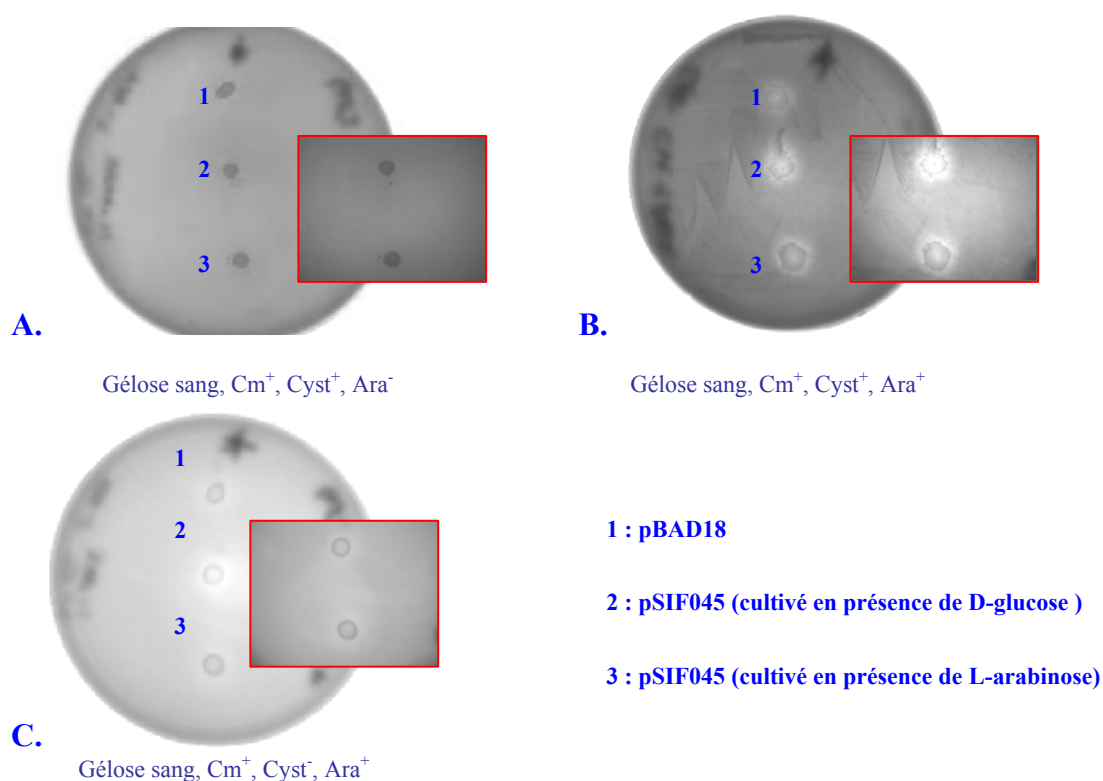 1
2
3
A.
Gélose sang, Cm+, Cyst+, Ara-
1
2
3
B.
Gélose sang, Cm+, Cyst+, Ara+
1
2
3
C.
Gélose sang, Cm+, Cyst-, Ara+
1 : pBAD18
2 : pSIF045 (cultivé en présence de D-glucose )
3 : pSIF045 (cultivé en présence de L-arabinose)